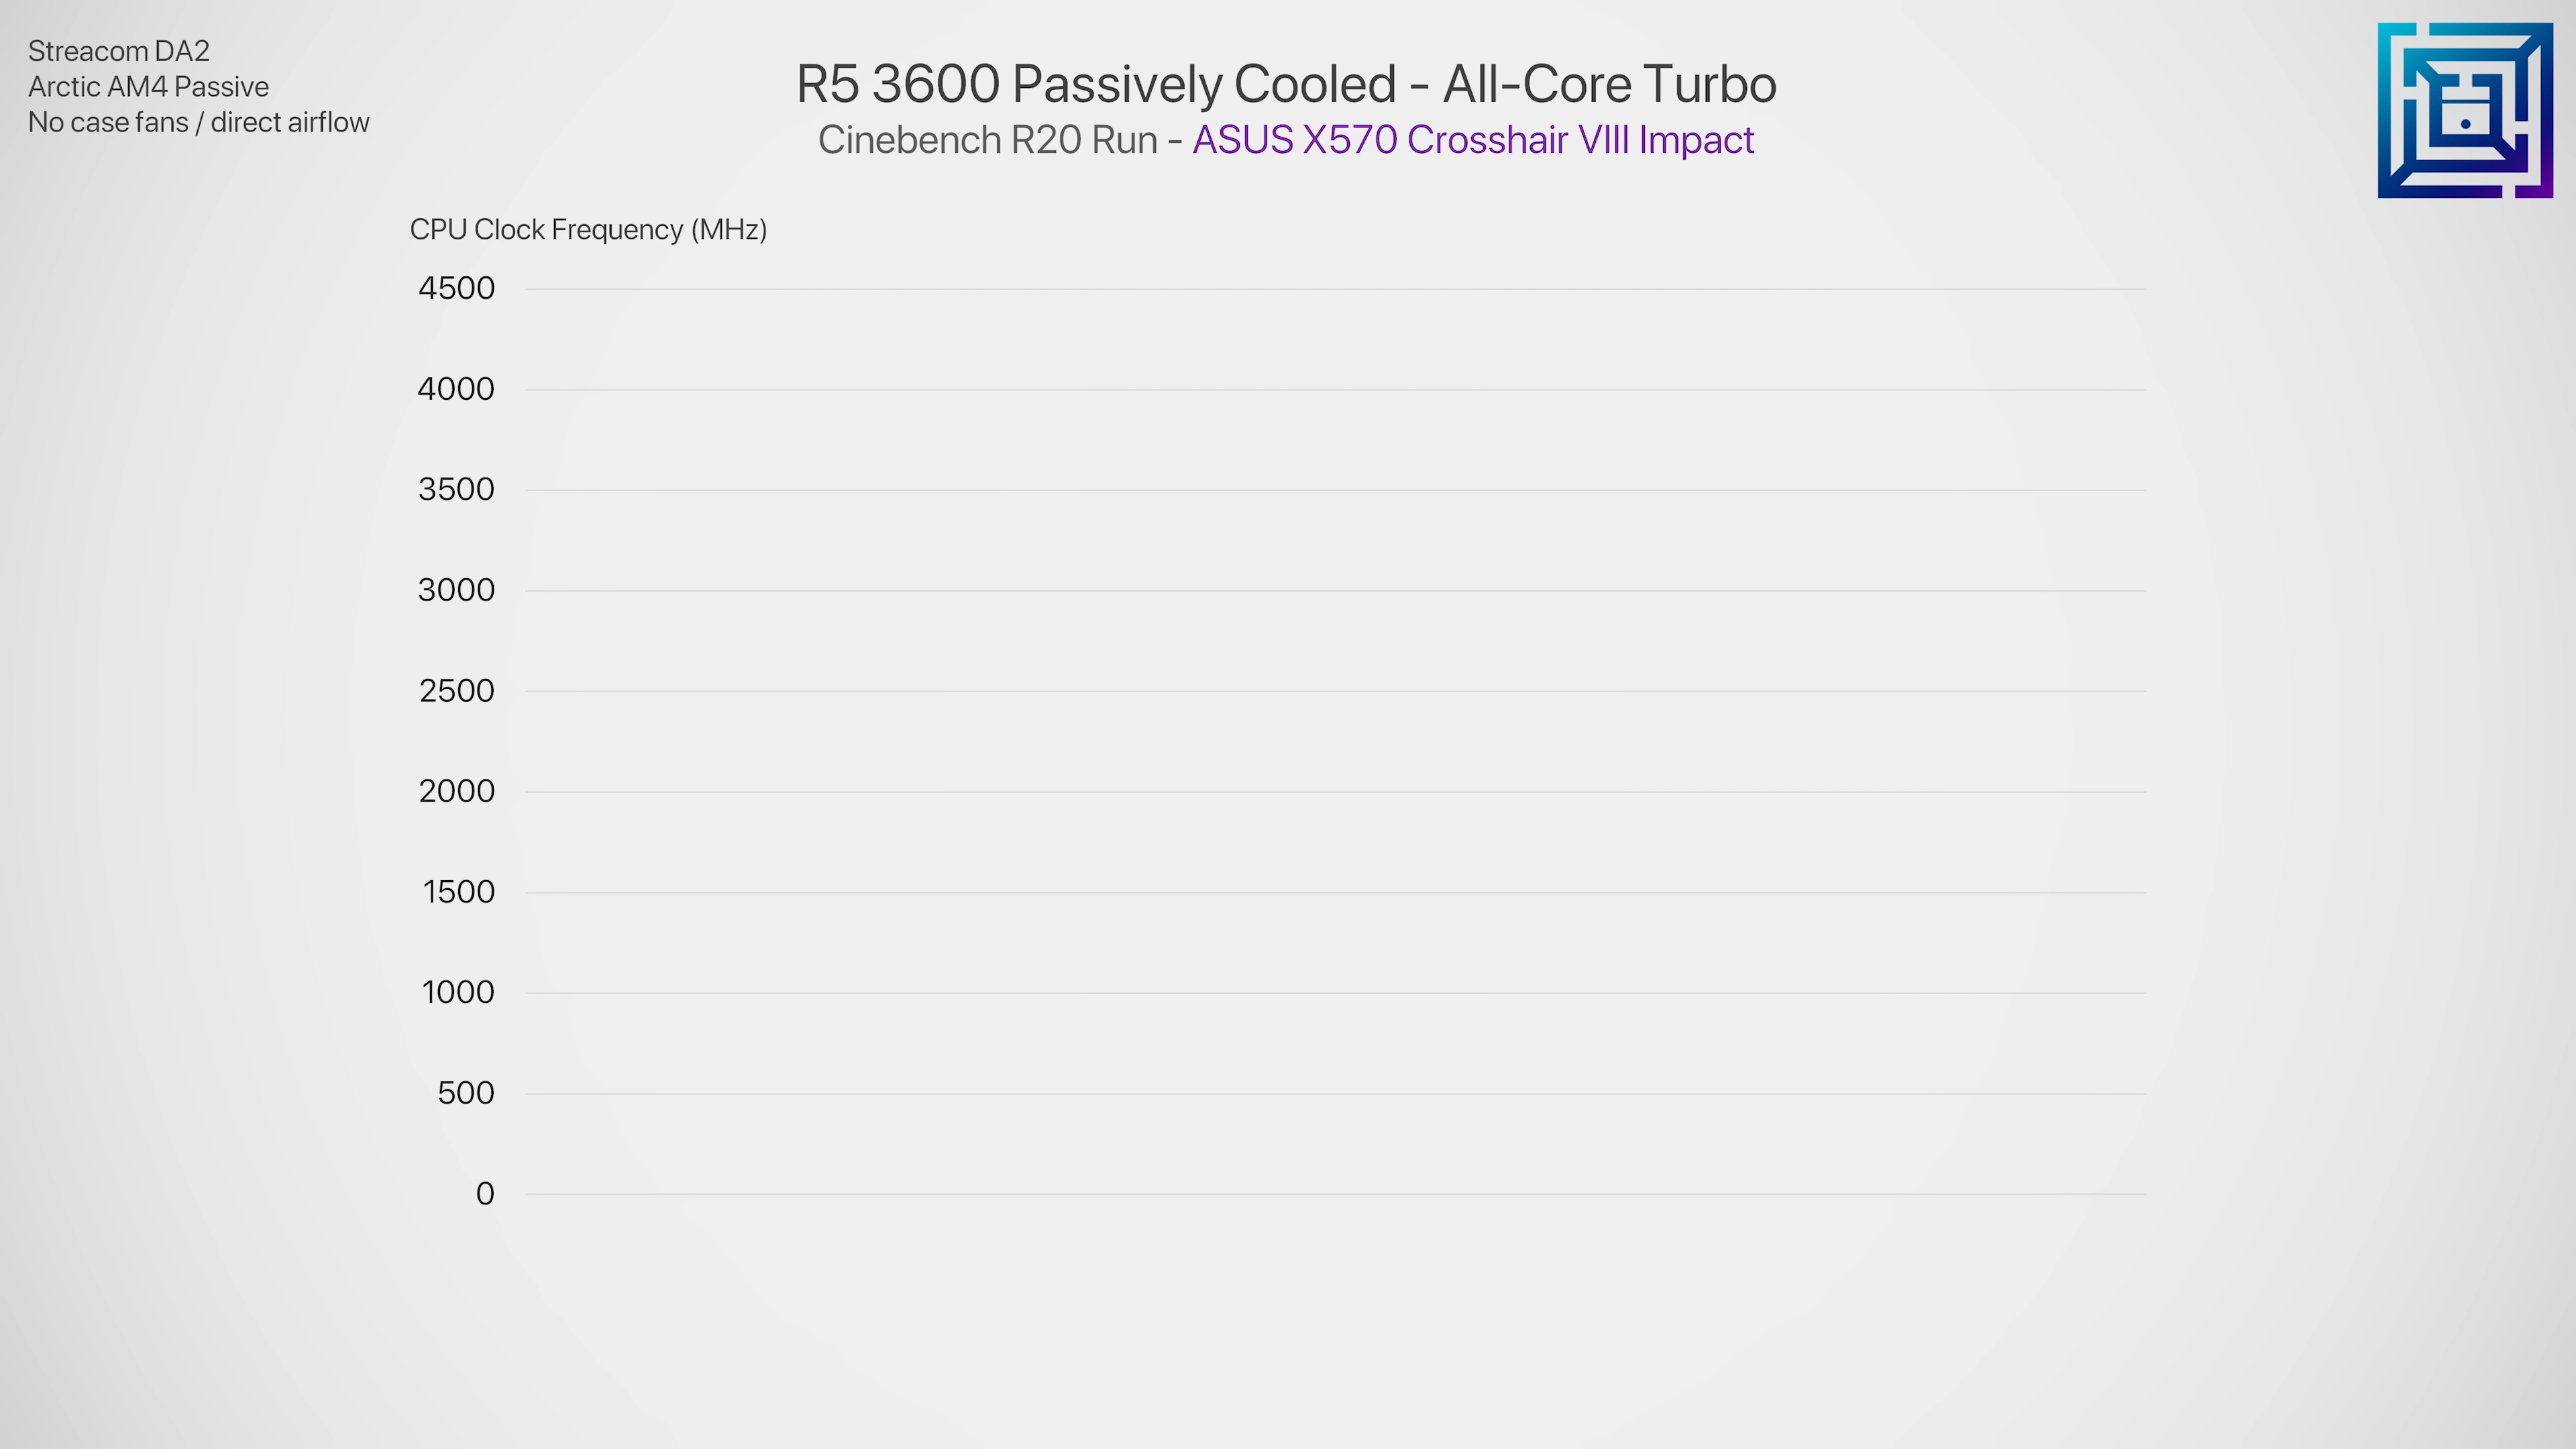 Streacom DA2
Arctic AM4 Passive
No case fans / direct airflow
R5 3600 Passively Cooled - All-Core Turbo
Cinebench R20 Run - ASUS X570 Crosshair VIII Impact
CPU Clock Frequency (MHz)
4500
4000
3500
3000
2500
2000
1500
1000
500
0